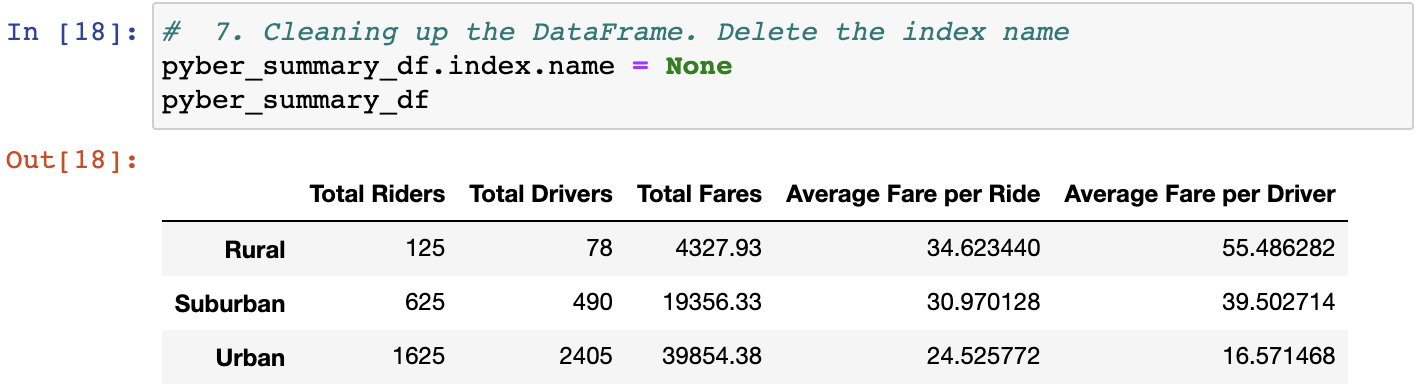 In [18]: #  7. Cleaning up the DataFrame. Delete the index name
pyber_summary_df.index.name = None
pyber_summary_df
Out[18]:
Total Riders Total Drivers Total Fares Average Fare per Ride Average Fare per Driver
Rural 125 78 4327.93 34.623440 55.486282
Suburban 625 490 19356.33 30.970128 39.502714
Urban 1625 2405 39854.38 24.525772 16.571468